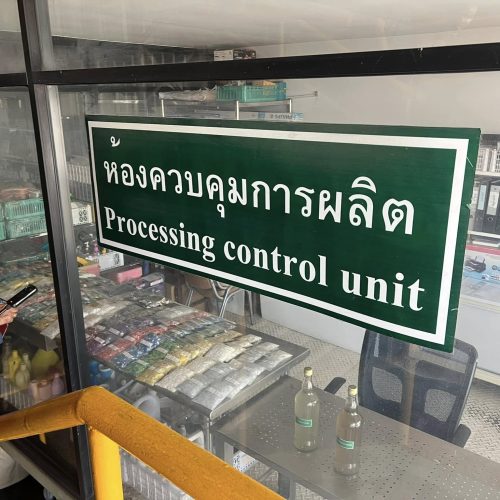 ห้องควบคุมการผลิต
Processing control unit